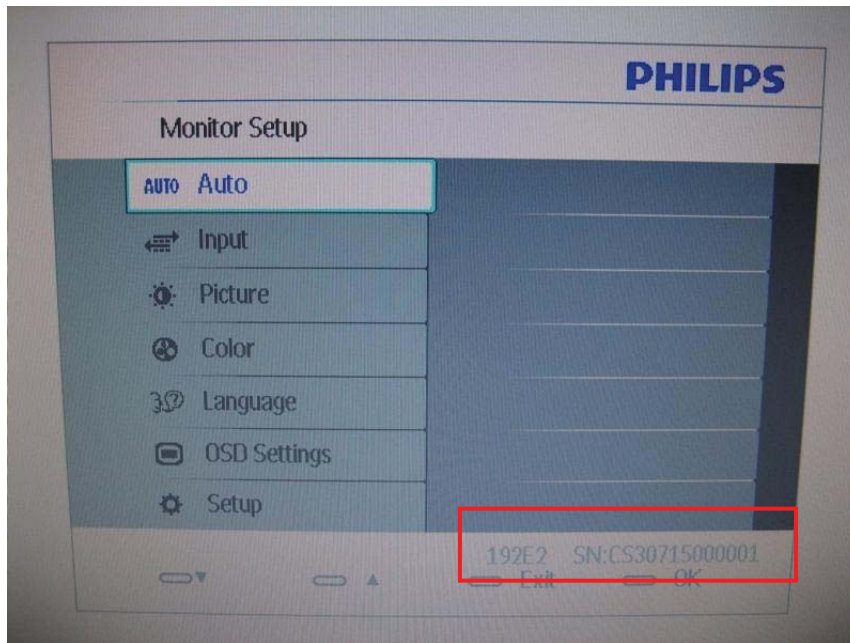 PHILIPS
Monitor Setup
AUTO Auto
Input
Picture
Color
Language
OSD Settings
Setup
192E2 SN:CS30715000001
Exit OK